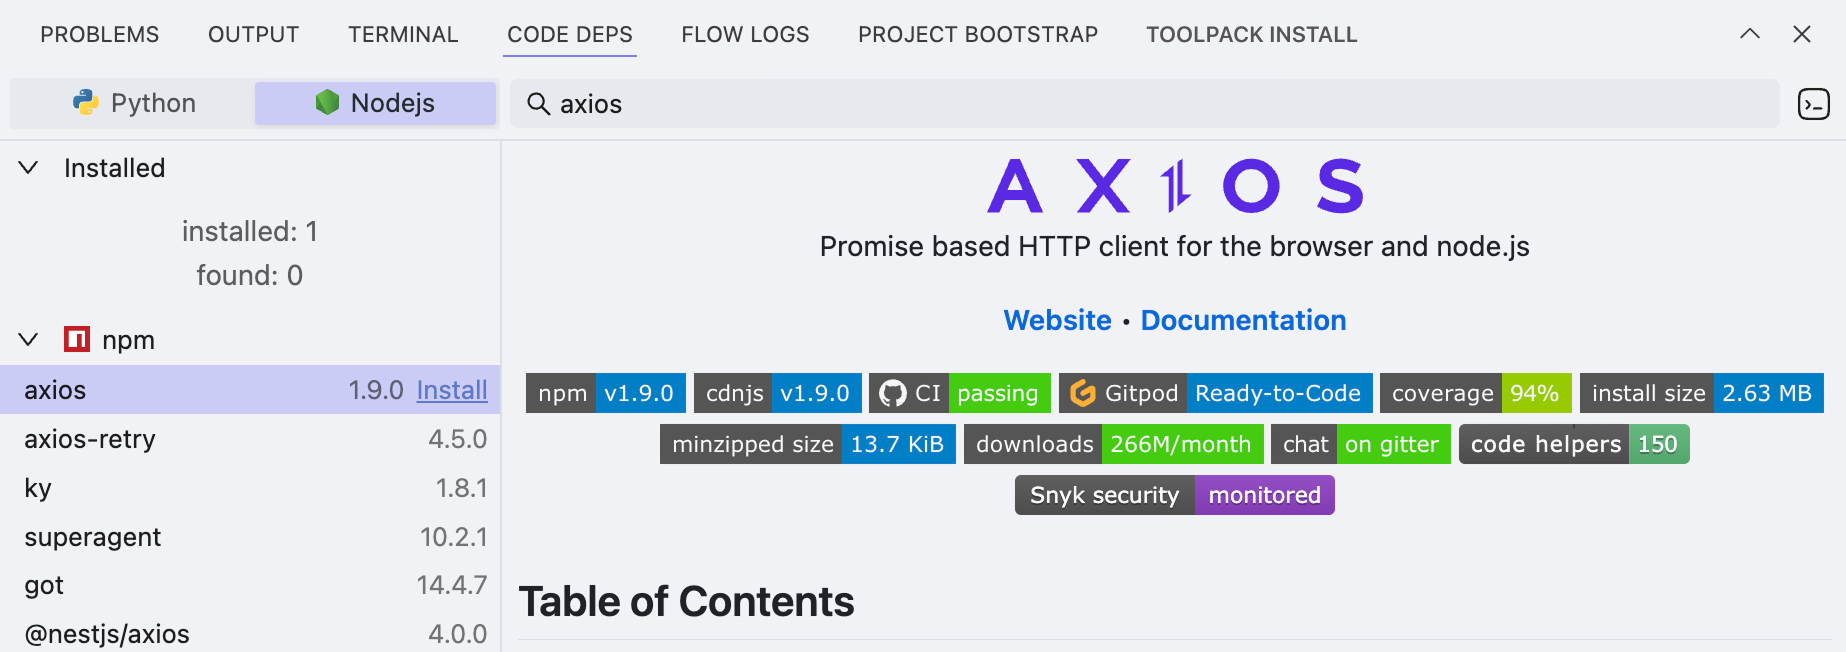 PROBLEMS OUTPUT TERMINAL CODE DEPS FLOW LOGS PROJECT BOOTSTRAP TOOLPACK INSTALL
Python Nodejs axios
Installed
installed: 1
found: 0
npm
axios 1.9.0 Install
axios-retry 4.5.0
ky 1.8.1
superagent 10.2.1
got 14.4.7
@nestjs/axios 4.0.0
AXIOS
Promise based HTTP client for the browser and node.js
Website • Documentation
npm v1.9.0 cdnjs v1.9.0 CI passing Gitpod Ready-to-Code coverage 94% install size 2.63 MB
minzipped size 13.7 KiB downloads 266M/month chat on gitter code helpers 150
Snyk security monitored
Table of Contents